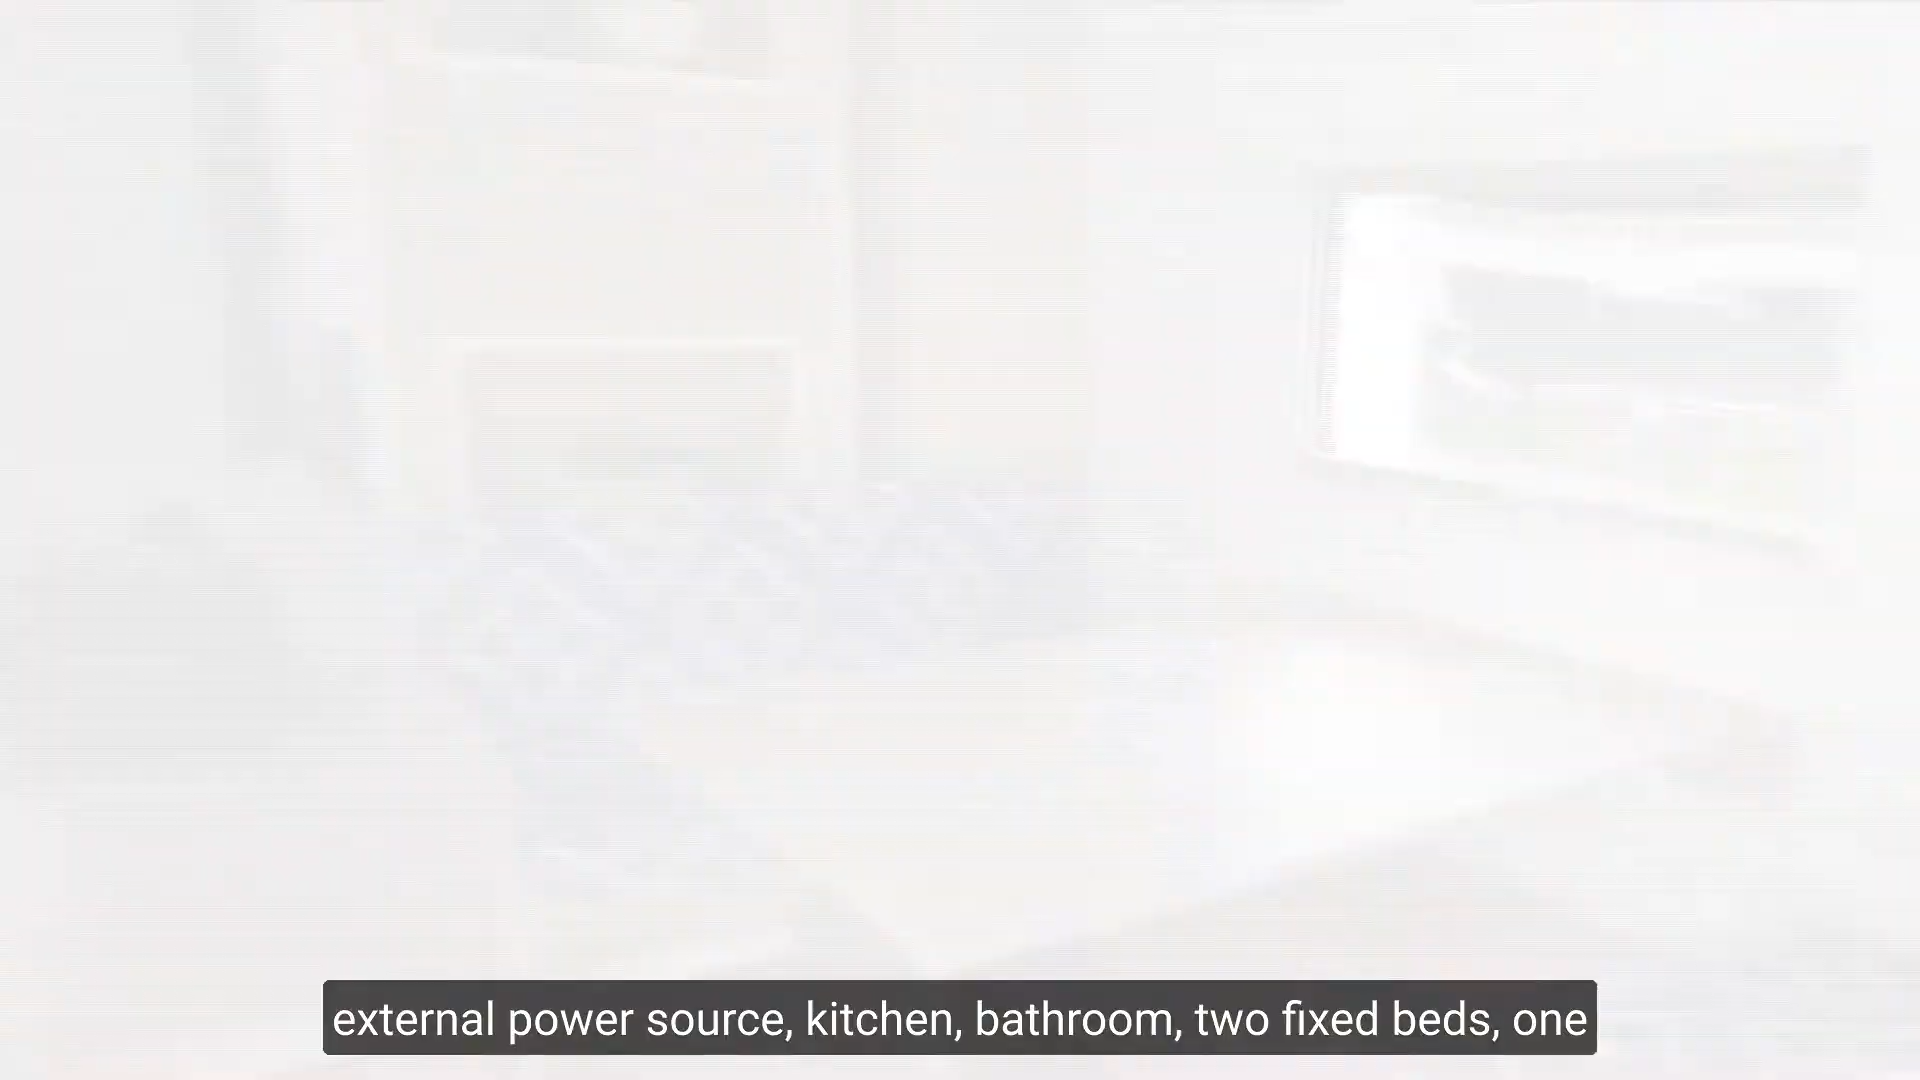 external power source, kitchen, bathroom, two fixed beds, one